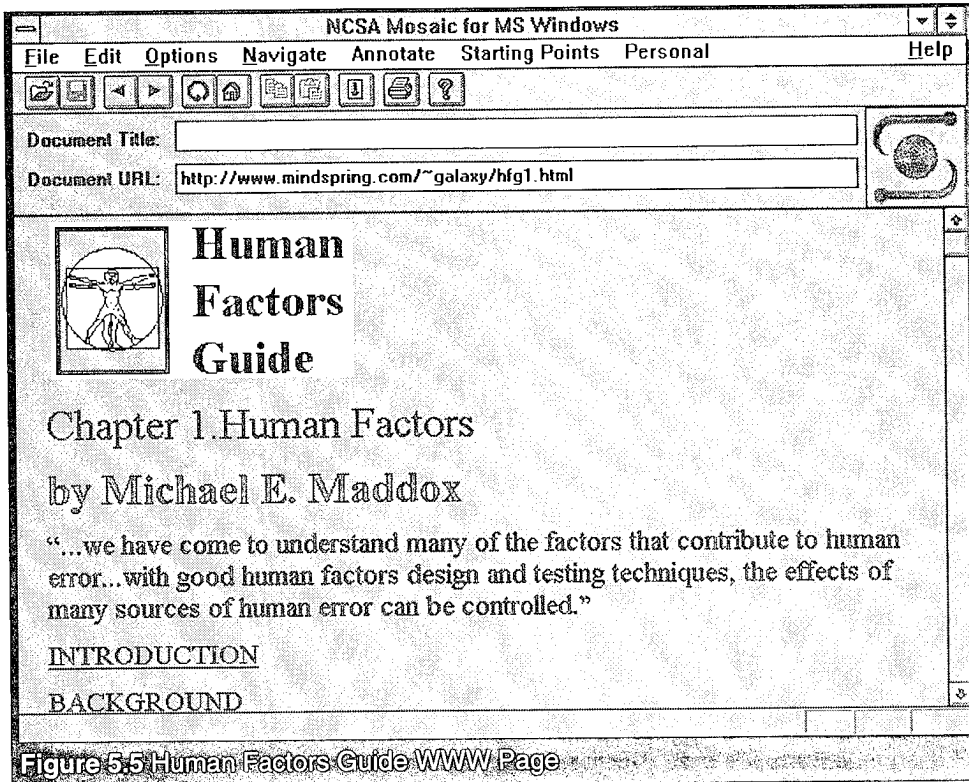 NCSA Mosaic for MS Windows
File Edit Options Navigate Annotate Starting Points Personal Help
Document Title:
Document URL: http://www.mindspring.com/~galaxy/hfg1.html
Human
Factors
Guide
Chapter 1.Human Factors
by Michael E. Maddox
“...we have come to understand many of the factors that contribute to human
error...with good human factors design and testing techniques, the effects of
many sources of human error can be controlled.”
INTRODUCTION
BACKGROUND
Figure 5.5 Human Factors Guide WWW Page